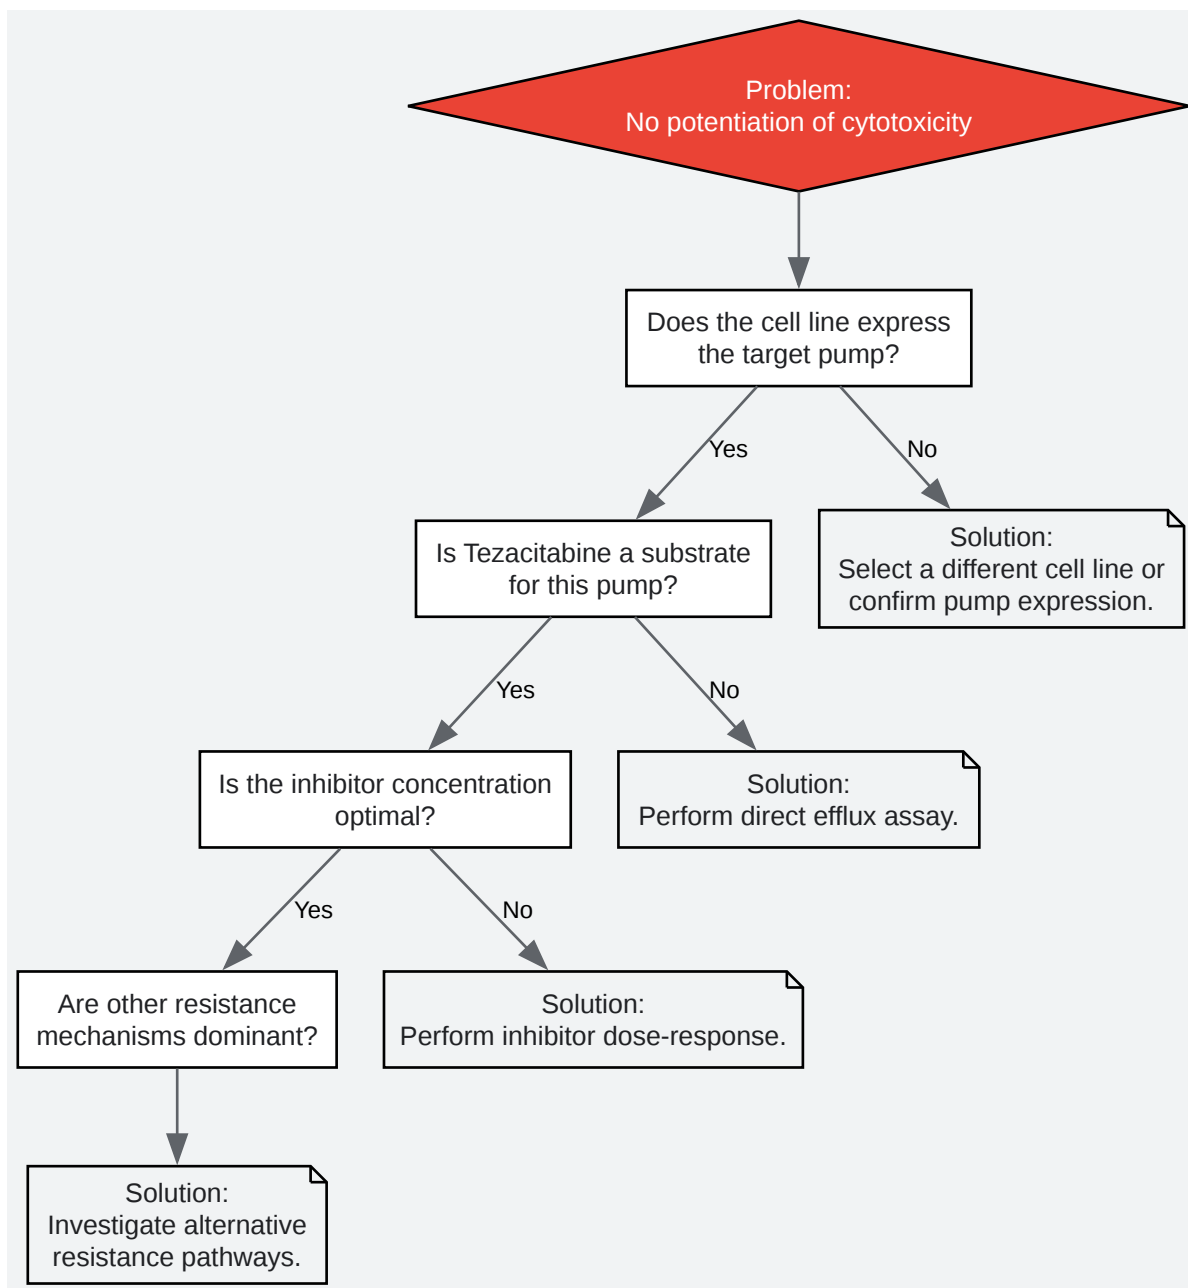 Problem:
No potentiation of cytotoxicity
Does the cell line express
the target pump?
Yes
No
Is Tezacitabine a substrate
for this pump?
Solution:
Select a different cell line or
confirm pump expression.
Yes
No
Is the inhibitor concentration
optimal?
Solution:
Perform direct efflux assay.
Yes
No
Are other resistance
mechanisms dominant?
Solution:
Perform inhibitor dose-response.
Solution:
Investigate alternative
resistance pathways.